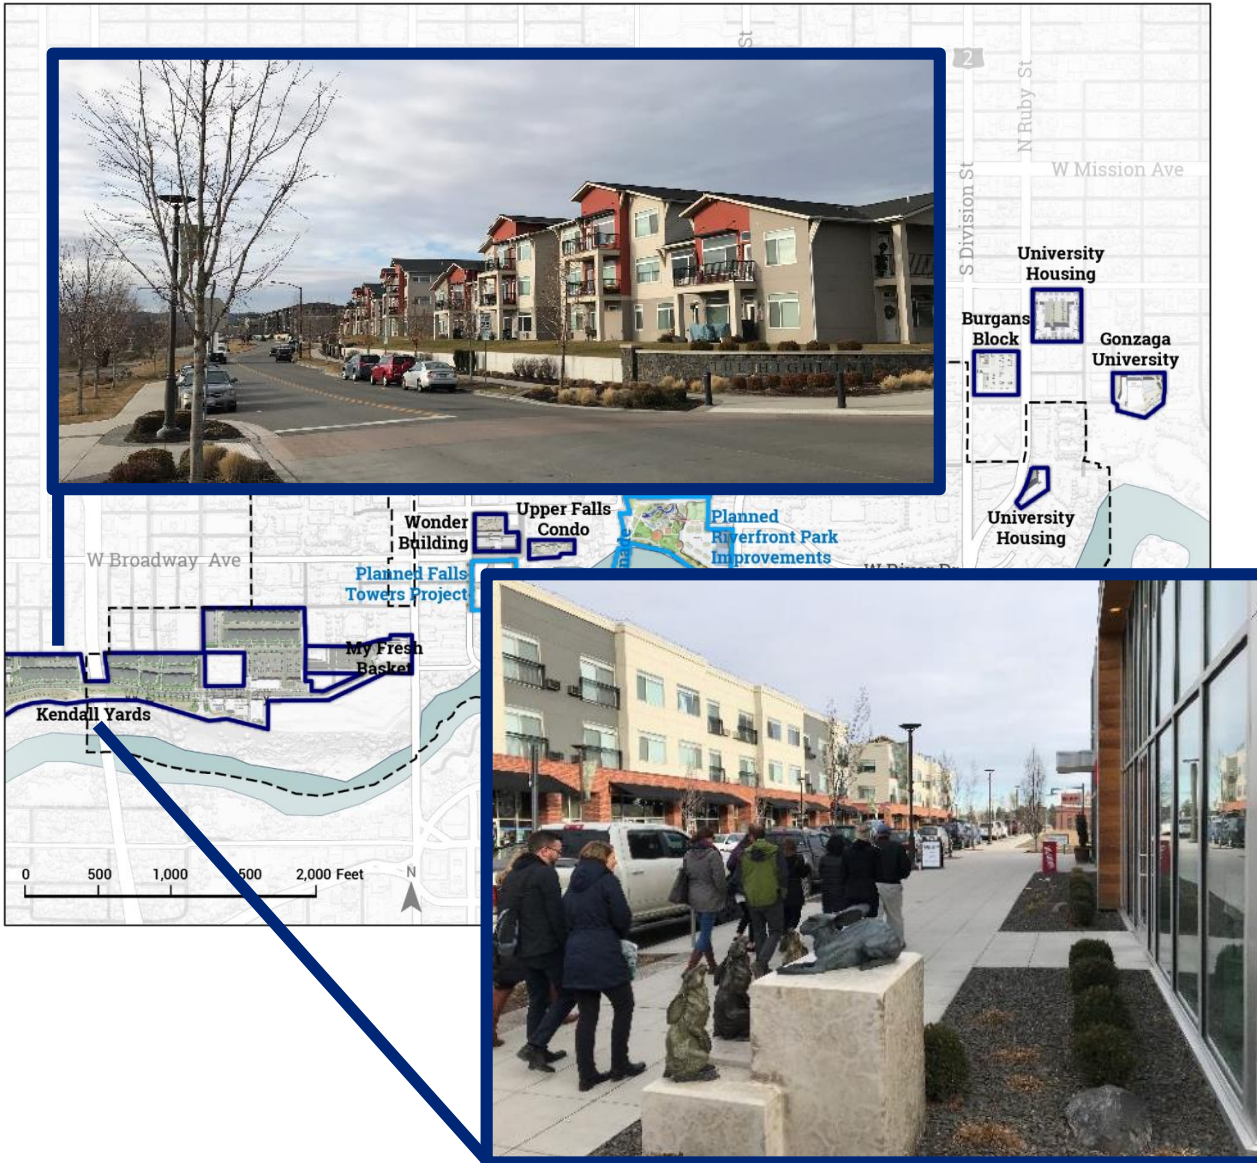 St
2
N Ruby St
W Mission Ave
S Division St
University
Housing
Burgans
Block
Gonzaga
University
University
Housing
Wonder
Building
Upper Falls
Condo
Planned
Riverfront Park
Improvements
W Broadway Ave
Planned Falls
Towers Project
My Fresh
Basket
Kendall Yards
0 500 1,000 500 2,000 Feet
N